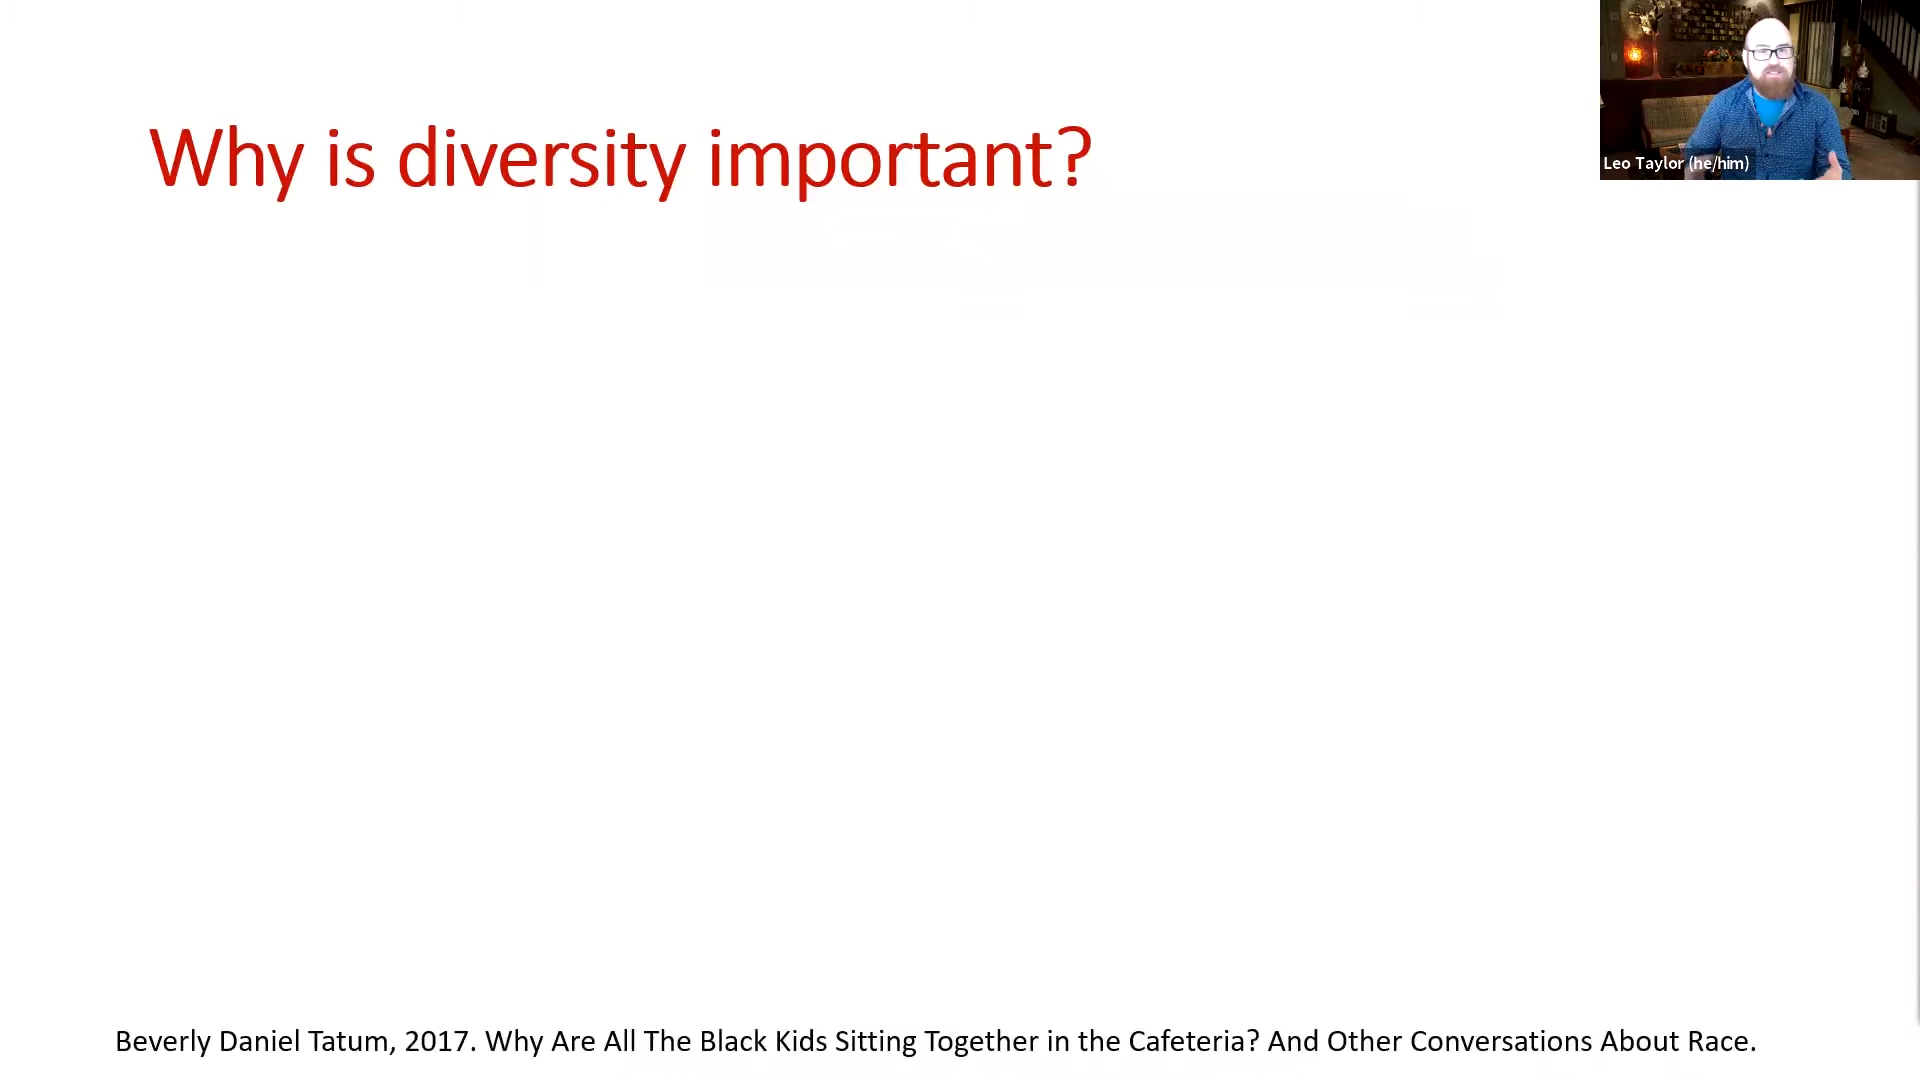 Why is diversity important?
Leo Taylor (he/him)
Beverly Daniel Tatum, 2017. Why Are All The Black Kids Sitting Together in the Cafeteria? And Other Conversations About Race.